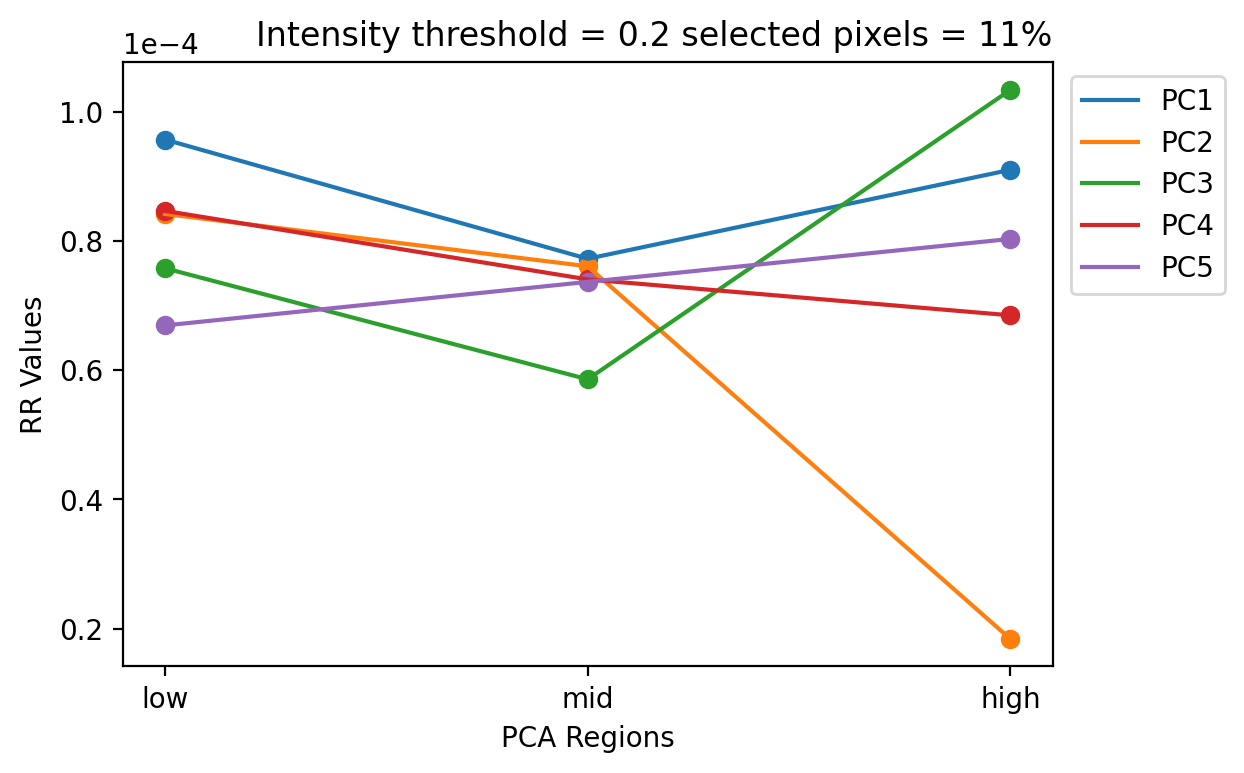 Intensity threshold = 0.2 selected pixels = 11%
1e−4
1.0
0.8
0.6
0.4
0.2
RR Values
low
mid
high
PCA Regions
PC1
PC2
PC3
PC4
PC5